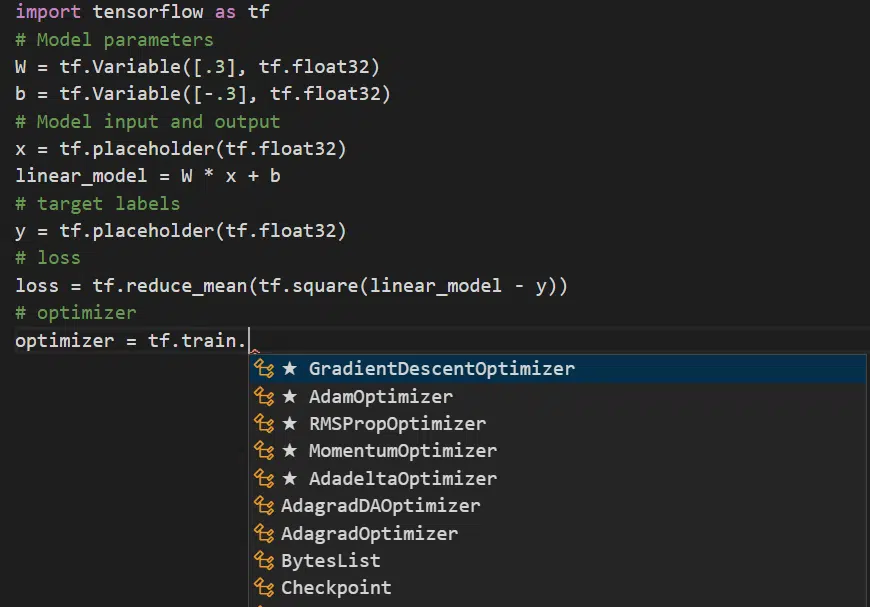 import tensorflow as tf
# Model parameters
W = tf.Variable([.3], tf.float32)
b = tf.Variable([-.3], tf.float32)
# Model input and output
x = tf.placeholder(tf.float32)
linear_model = W * x + b
# target labels
y = tf.placeholder(tf.float32)
# loss
loss = tf.reduce_mean(tf.square(linear_model - y))
# optimizer
optimizer = tf.train.
★ GradientDescentOptimizer
★ AdamOptimizer
★ RMSPropOptimizer
★ MomentumOptimizer
★ AdadeltaOptimizer
AdagradDAOptimizer
AdagradOptimizer
BytesList
Checkpoint